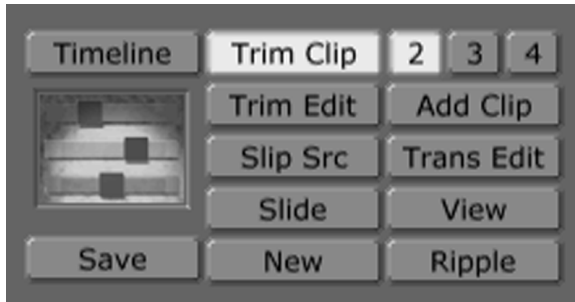 Timeline Trim Clip 2 3 4
Trim Edit Add Clip
Slip Src Trans Edit
Slide View
Save New Ripple